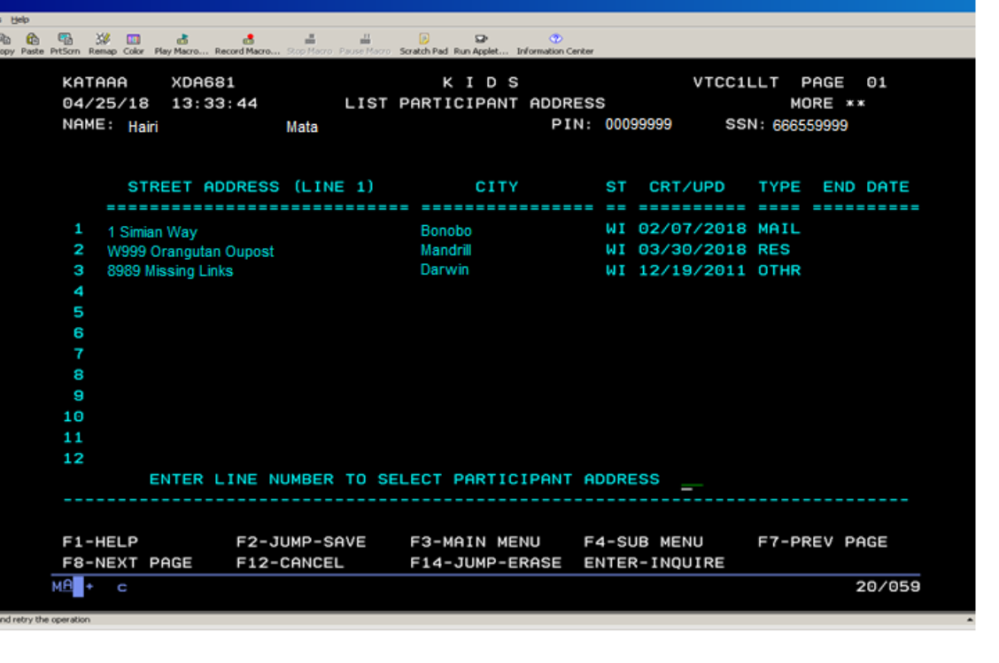 Help
Paste PrtScrn Remap Color Play Macro... Record Macro... Stop Macro Pause Macro Scratch Pad Run Applet... Information Center
KATAAA XDA681 K I D S VTCC1LLT PAGE 01
04/25/18 13:33:44 LIST PARTICIPANT ADDRESS MORE **
NAME: Hairi Mata PIN: 00099999 SSN: 666559999
STREET ADDRESS (LINE 1) CITY ST CRT/UPD TYPE END DATE
============================ ================ == ========== ==== ==========
1 1 Simian Way Bonobo WI 02/07/2018 MAIL
2 W999 Orangutan Oupost Mandrill WI 03/30/2018 RES
3 8989 Missing Links Darwin WI 12/19/2011 OTHR
4
5
6
7
8
9
10
11
12
ENTER LINE NUMBER TO SELECT PARTICIPANT ADDRESS __
------------------------------------------------------------------------------
F1-HELP F2-JUMP-SAVE F3-MAIN MENU F4-SUB MENU F7-PREV PAGE
F8-NEXT PAGE F12-CANCEL F14-JUMP-ERASE ENTER-INQUIRE
MA + c 20/059
and retry the operation